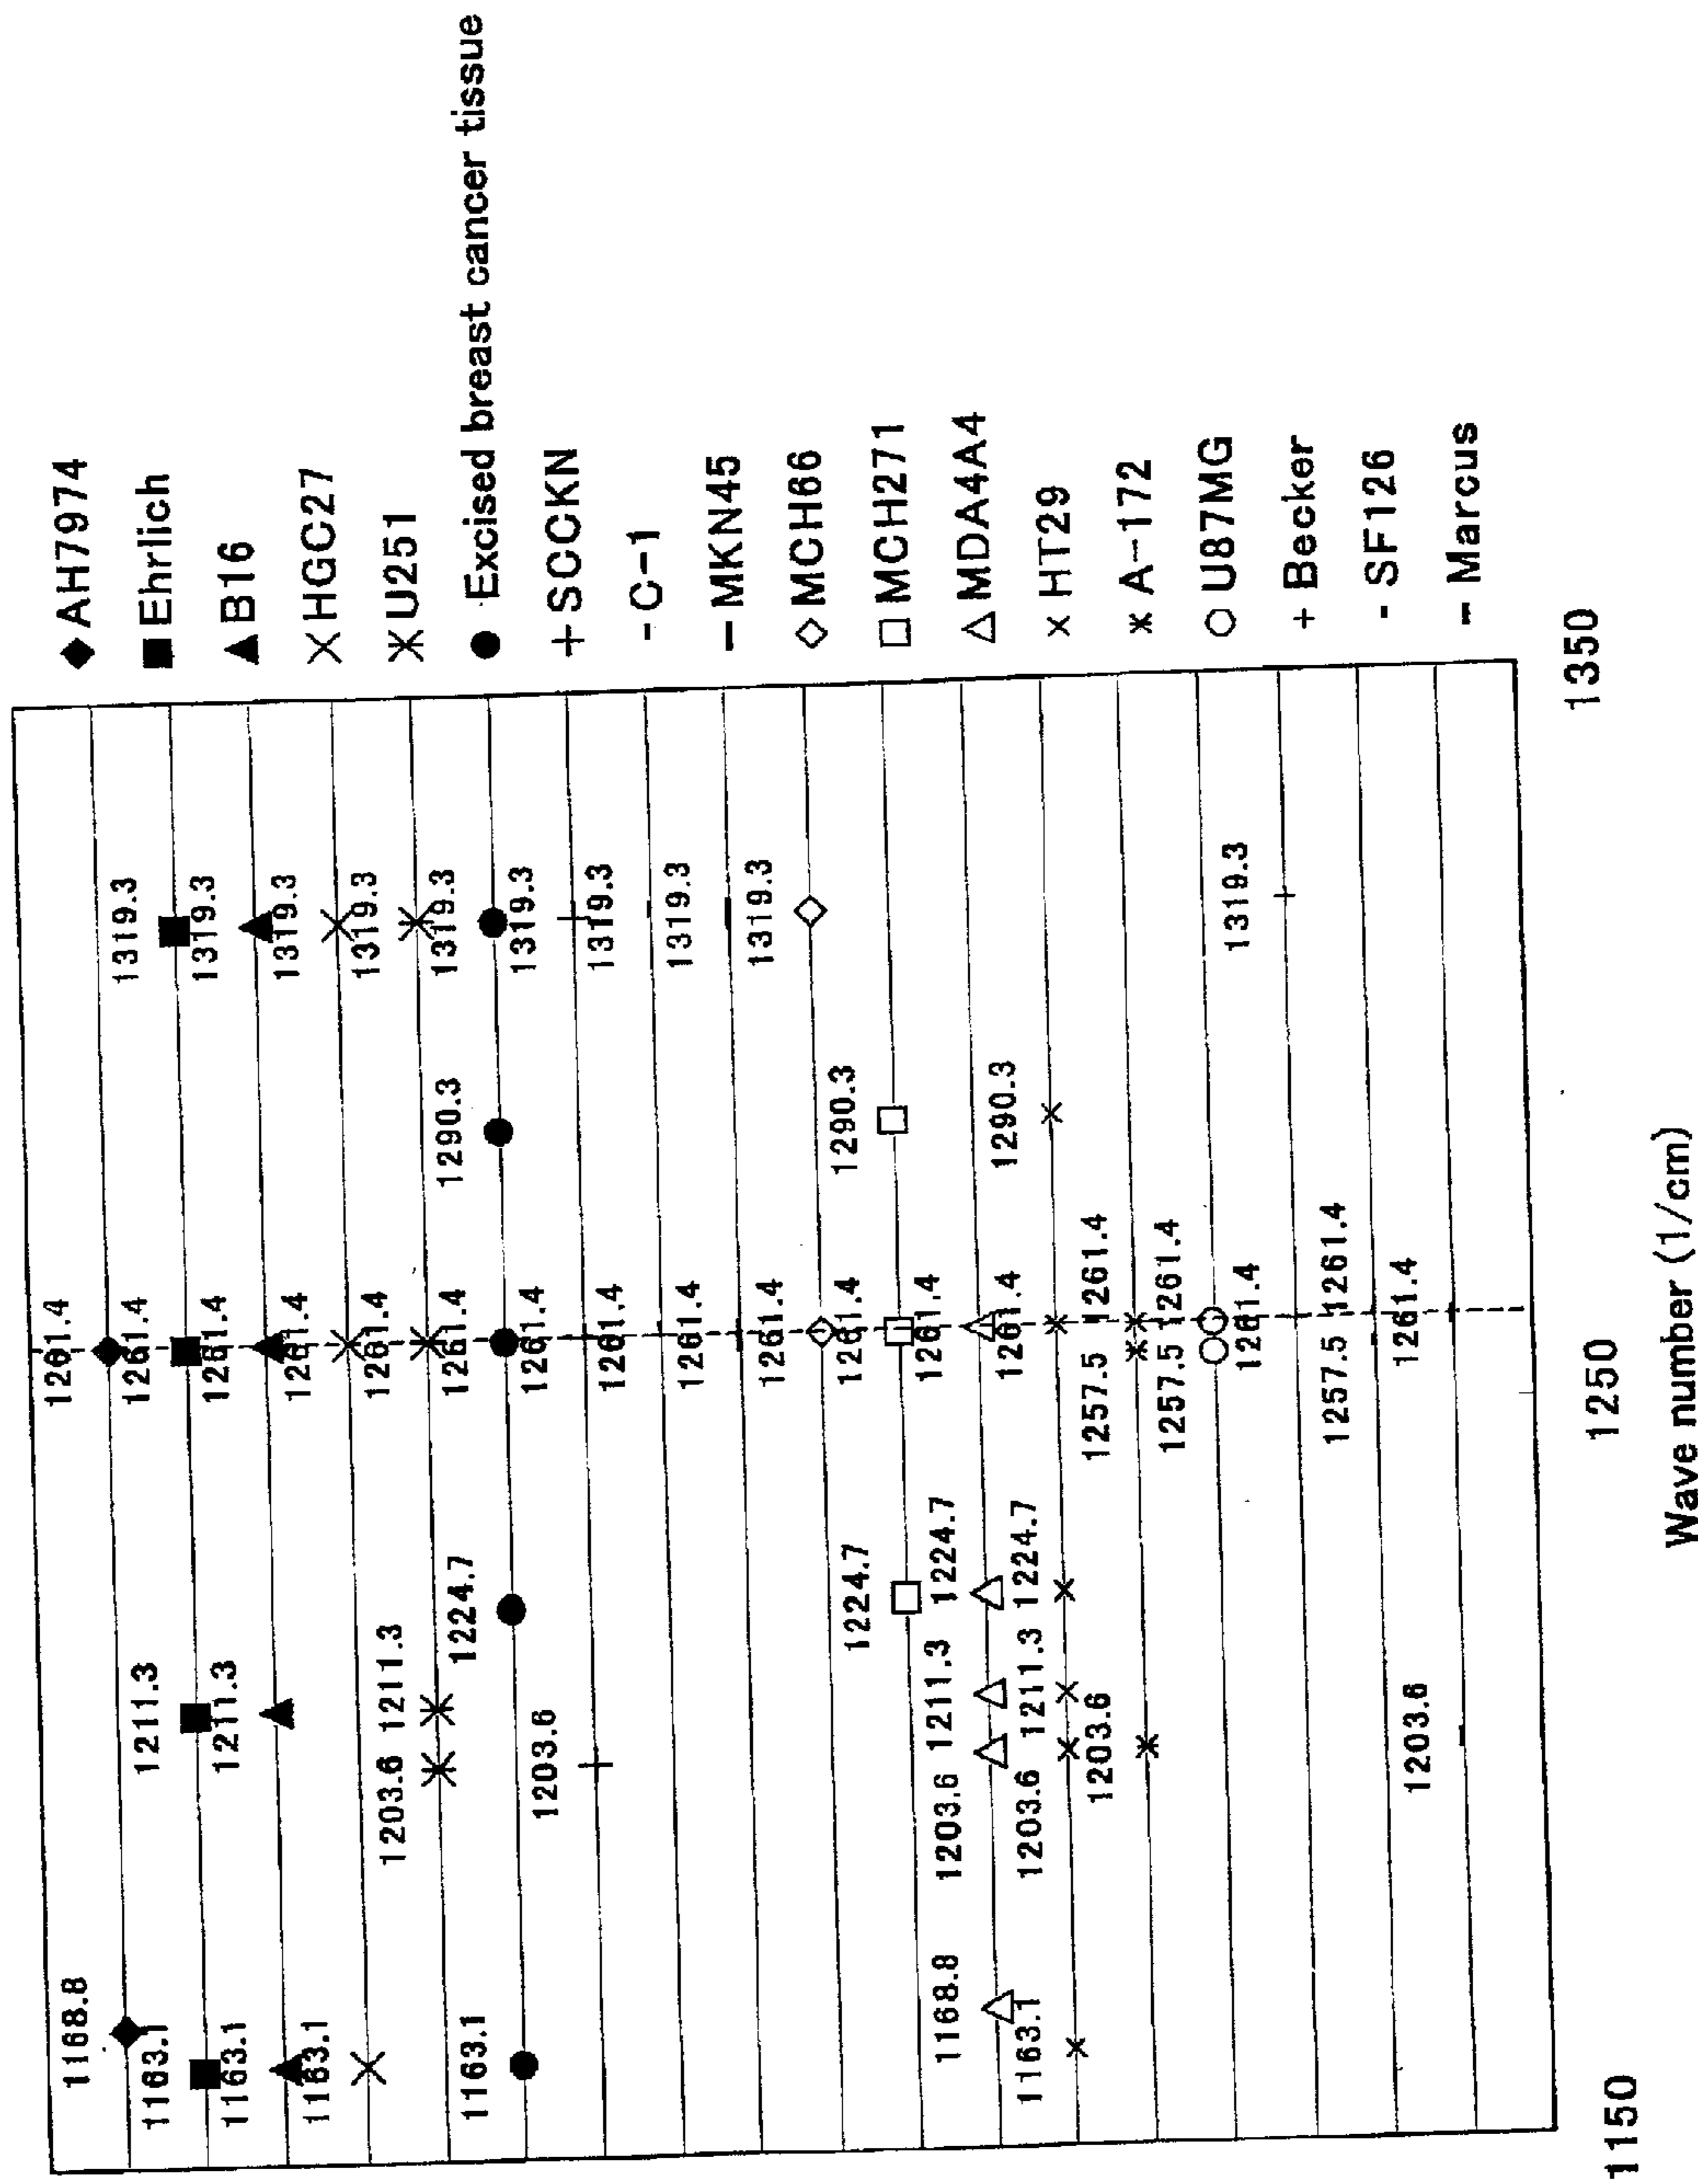 1168.8 1261.4
1163.1 1211.3 1261.4 1319.3
1163.1 1211.3 1261.4 1319.3
1163.1 1261.4 1319.3
1203.6 1211.3 1261.4 1319.3
1163.1 1224.7 1261.4 1290.3 1319.3
1203.6 1261.4 1319.3
1261.4 1319.3
1261.4 1319.3
1261.4 1319.3
1224.7 1261.4 1290.3
1168.8 1203.6 1211.3 1224.7 1261.4
1163.1 1203.6 1211.3 1224.7 1261.4 1290.3
1203.6 1257.5 1261.4
1257.5 1261.4
1261.4 1319.3
1257.5 1261.4
1203.6 1261.4
1150 1250 1350
Wave number (1/cm)
AH7974
Ehrlich
B16
HGC27
U251
Excised breast cancer tissue
SCCKN
C-1
MKN45
MCH66
MCH271
MDA4A4
HT29
A-172
U87MG
Becker
SF126
Marcus